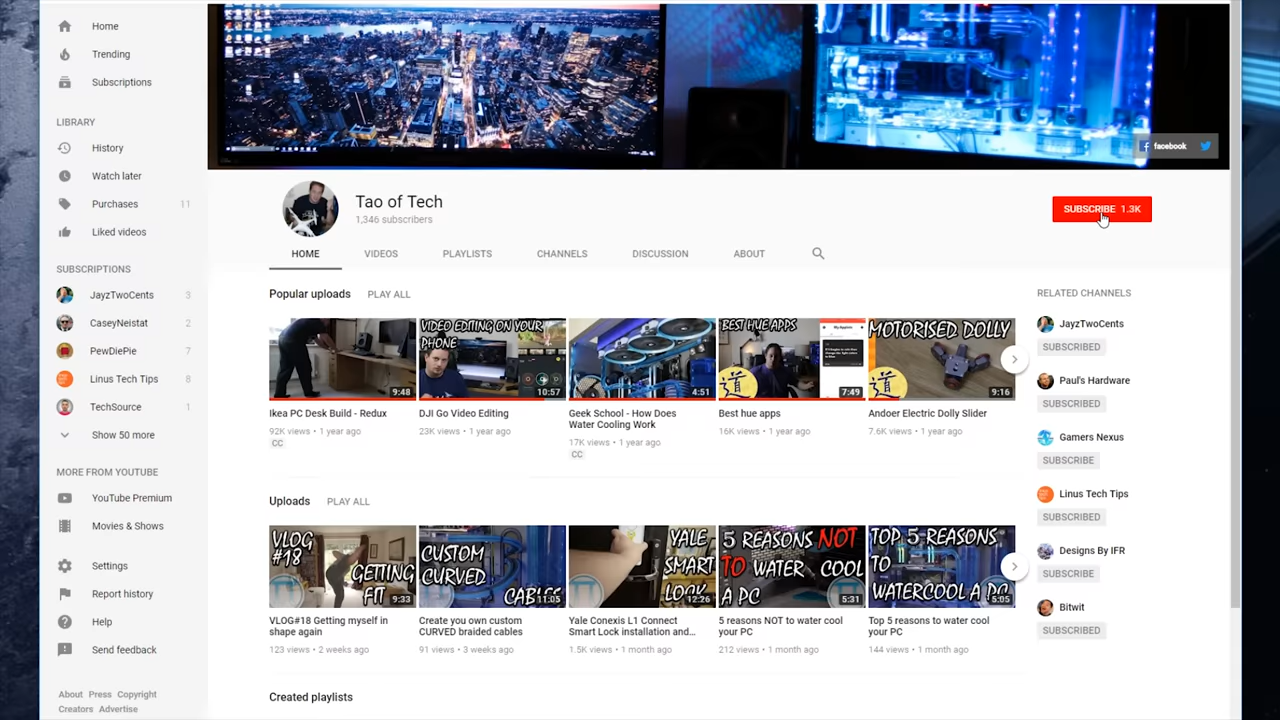 Home
Trending
Subscriptions
LIBRARY
History
Watch later
Purchases 11
Liked videos
SUBSCRIPTIONS
JayzTwoCents 3
CaseyNeistat 2
PewDiePie 7
Linus Tech Tips 8
TechSource 1
Show 50 more
MORE FROM YOUTUBE
YouTube Premium
Movies & Shows
Settings
Report history
Help
Send feedback
About Press Copyright
Creators Advertise
facebook
Tao of Tech
1,346 subscribers
SUBSCRIBE 1.3K
HOME VIDEOS PLAYLISTS CHANNELS DISCUSSION ABOUT
Popular uploads PLAY ALL
9:48
Ikea PC Desk Build - Redux
92K views • 1 year ago
CC
VIDEO EDITING ON YOUR
PHONE
10:57
DJI Go Video Editing
23K views • 1 year ago
4:51
Geek School - How Does
Water Cooling Work
17K views • 1 year ago
CC
BEST HUE APPS
道
7:49
Best hue apps
16K views • 1 year ago
MOTORISED DOLLY
道
9:16
Andoer Electric Dolly Slider
7.6K views • 1 year ago
Uploads PLAY ALL
VLOG
#18
GETTING
FIT
9:33
VLOG#18 Getting myself in
shape again
123 views • 2 weeks ago
CUSTOM
CURVED
CABLES
11:05
Create you own custom
CURVED braided cables
91 views • 3 weeks ago
YALE
SMART
LOCK
12:26
Yale Conexis L1 Connect
Smart Lock installation and...
1.5K views • 1 month ago
5 REASONS NOT
TO WATER COOL
A PC
5:31
5 reasons NOT to water cool
your PC
212 views • 1 month ago
TOP 5 REASONS
TO
WATERCOOL A PC
5:05
Top 5 reasons to water cool
your PC
144 views • 1 month ago
Created playlists
RELATED CHANNELS
JayzTwoCents
SUBSCRIBED
Paul's Hardware
SUBSCRIBED
Gamers Nexus
SUBSCRIBE
Linus Tech Tips
SUBSCRIBED
Designs By IFR
SUBSCRIBE
Bitwit
SUBSCRIBED